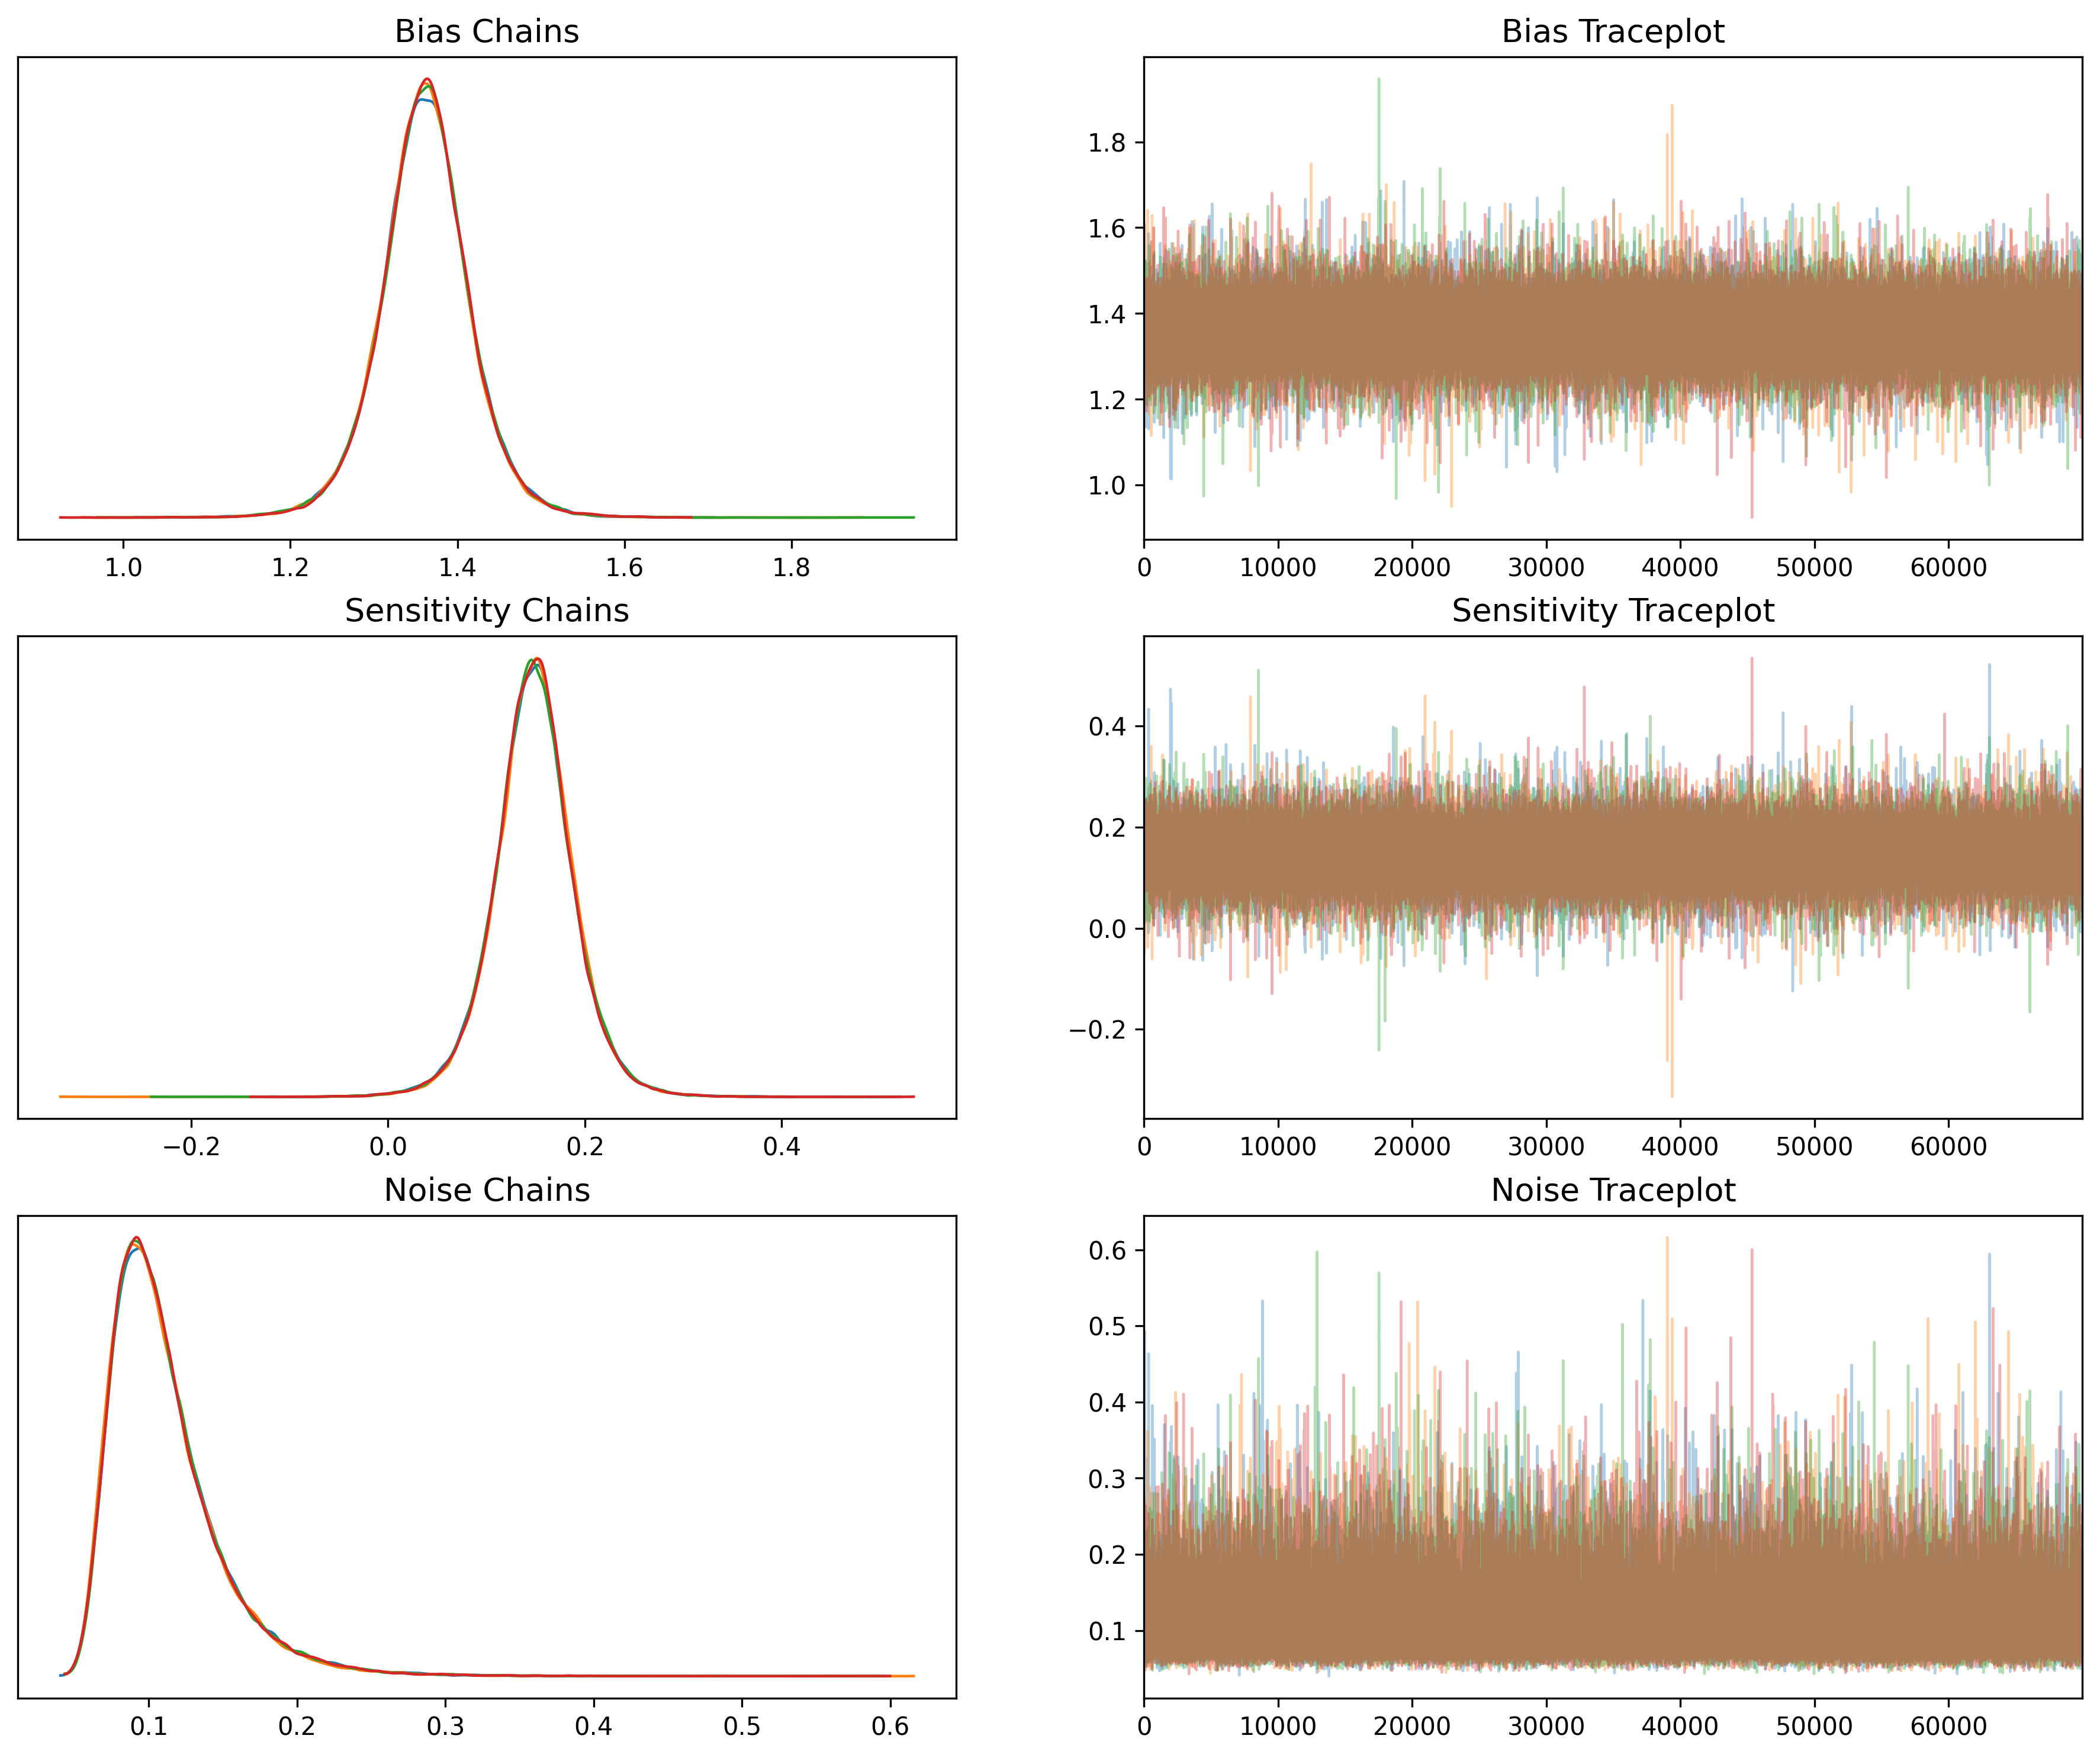 Bias Chains
1.0 1.2 1.4 1.6 1.8
Bias Traceplot
1.8
1.6
1.4
1.2
1.0
0 10000 20000 30000 40000 50000 60000
Sensitivity Chains
−0.2 0.0 0.2 0.4
Sensitivity Traceplot
0.4
0.2
0.0
−0.2
0 10000 20000 30000 40000 50000 60000
Noise Chains
0.1 0.2 0.3 0.4 0.5 0.6
Noise Traceplot
0.6
0.5
0.4
0.3
0.2
0.1
0 10000 20000 30000 40000 50000 60000